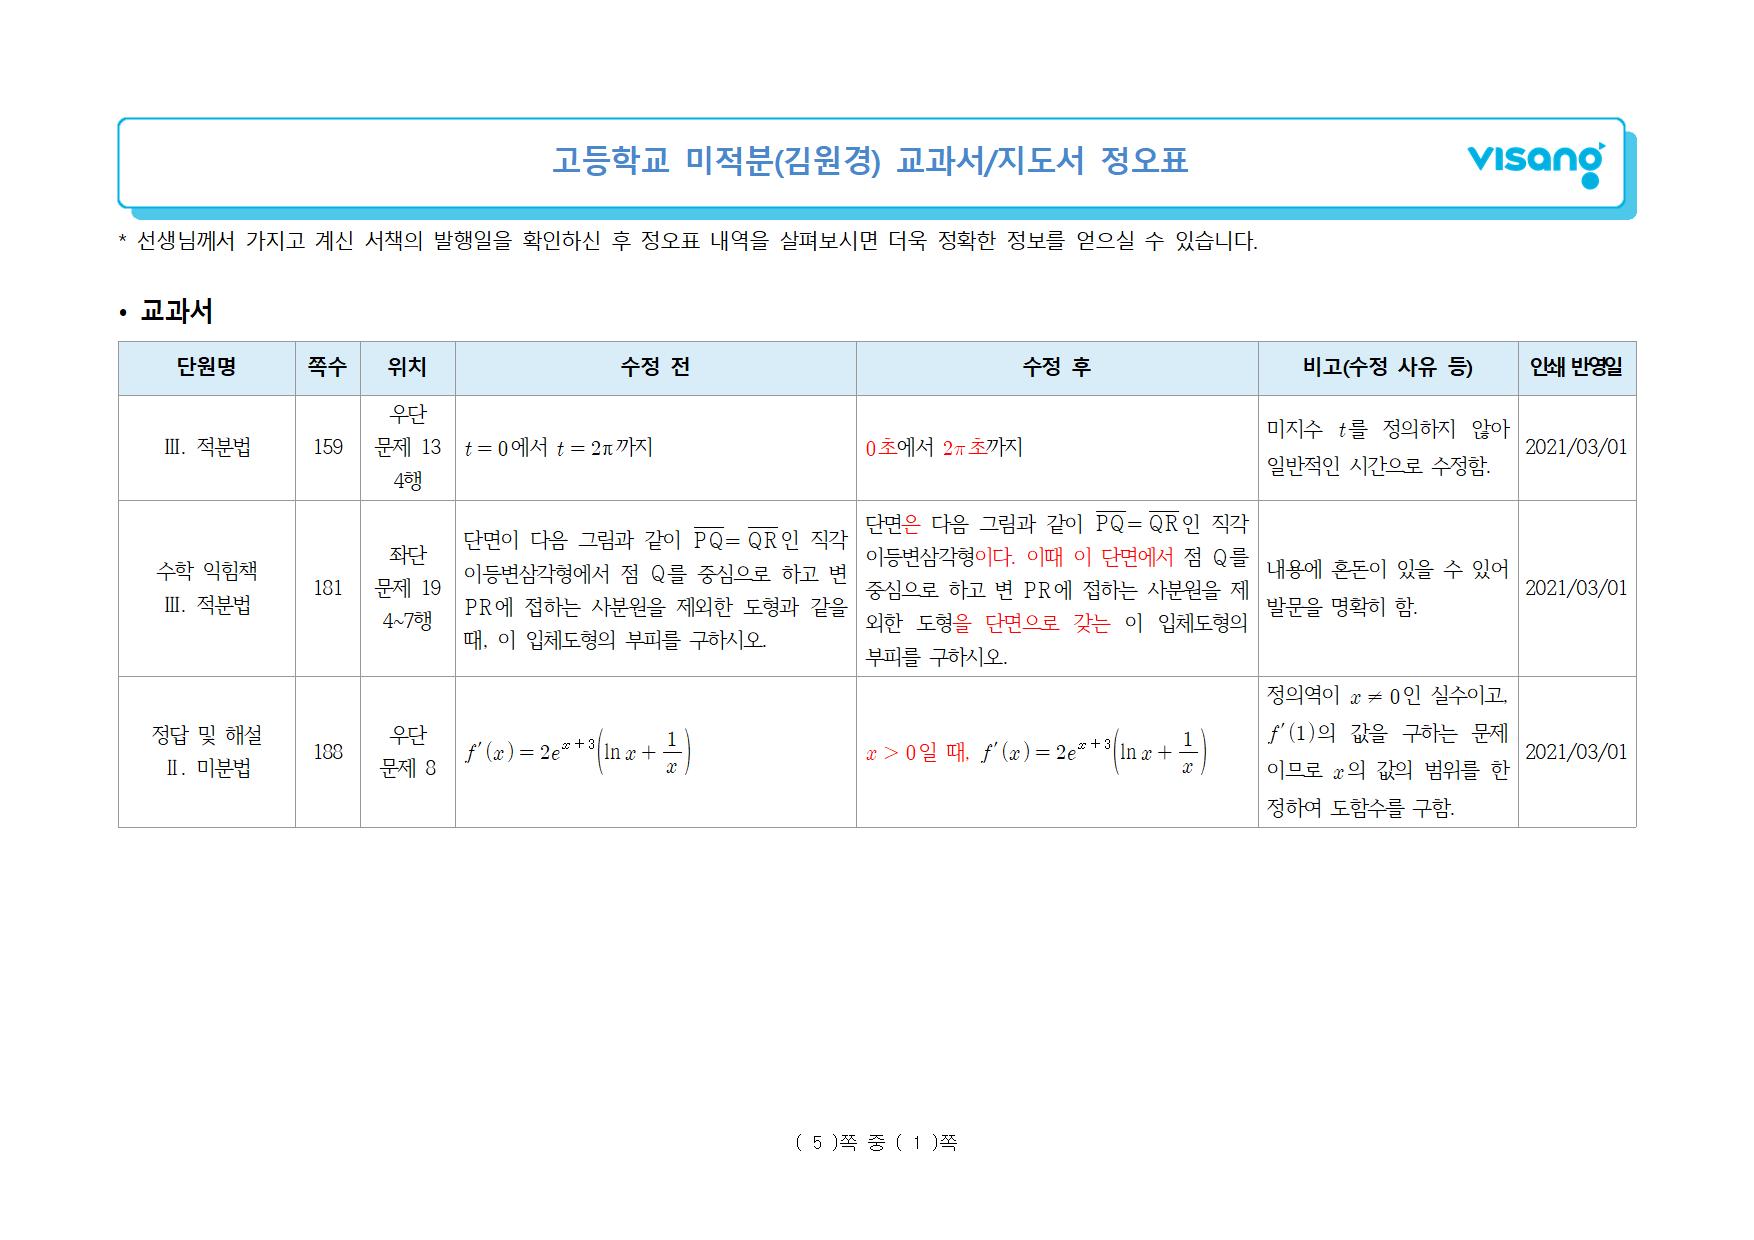 고등학교 미적분(김원경) 교과서/지도서 정오표
visang
* 선생님께서 가지고 계신 서책의 발행일을 확인하신 후 정오표 내역을 살펴보시면 더욱 정확한 정보를 얻으실 수 있습니다.
• 교과서
단원명 쪽수 위치 수정 전 수정 후 비고(수정 사유 등) 인쇄 반영일
Ⅲ. 적분법
159
우단
문제 13
4행
t = 0에서 t = 2π까지
0초에서 2π초까지
미지수 t를 정의하지 않아
일반적인 시간으로 수정함.
2021/03/01
수학 익힘책
Ⅲ. 적분법
181
좌단
문제 19
4~7행
단면이 다음 그림과 같이 P̅Q̅= Q̅R̅인 직각
이등변삼각형에서 점 Q를 중심으로 하고 변
PR에 접하는 사분원을 제외한 도형과 같을
때, 이 입체도형의 부피를 구하시오.
단면은 다음 그림과 같이 P̅Q̅= Q̅R̅인 직각
이등변삼각형이다. 이때 이 단면에서 점 Q를
중심으로 하고 변 PR에 접하는 사분원을 제
외한 도형을 단면으로 갖는 이 입체도형의
부피를 구하시오.
내용에 혼돈이 있을 수 있어
발문을 명확히 함.
2021/03/01
정답 및 해설
Ⅱ. 미분법
188
우단
문제 8
f′(x) = 2e^{x+3}(ln x + 1/x)
x > 0일 때, f′(x) = 2e^{x+3}(ln x + 1/x)
정의역이 x ≠ 0인 실수이고,
f′(1)의 값을 구하는 문제
이므로 x의 값의 범위를 한
정하여 도함수를 구함.
2021/03/01
( 5 )쪽 중 ( 1 )쪽